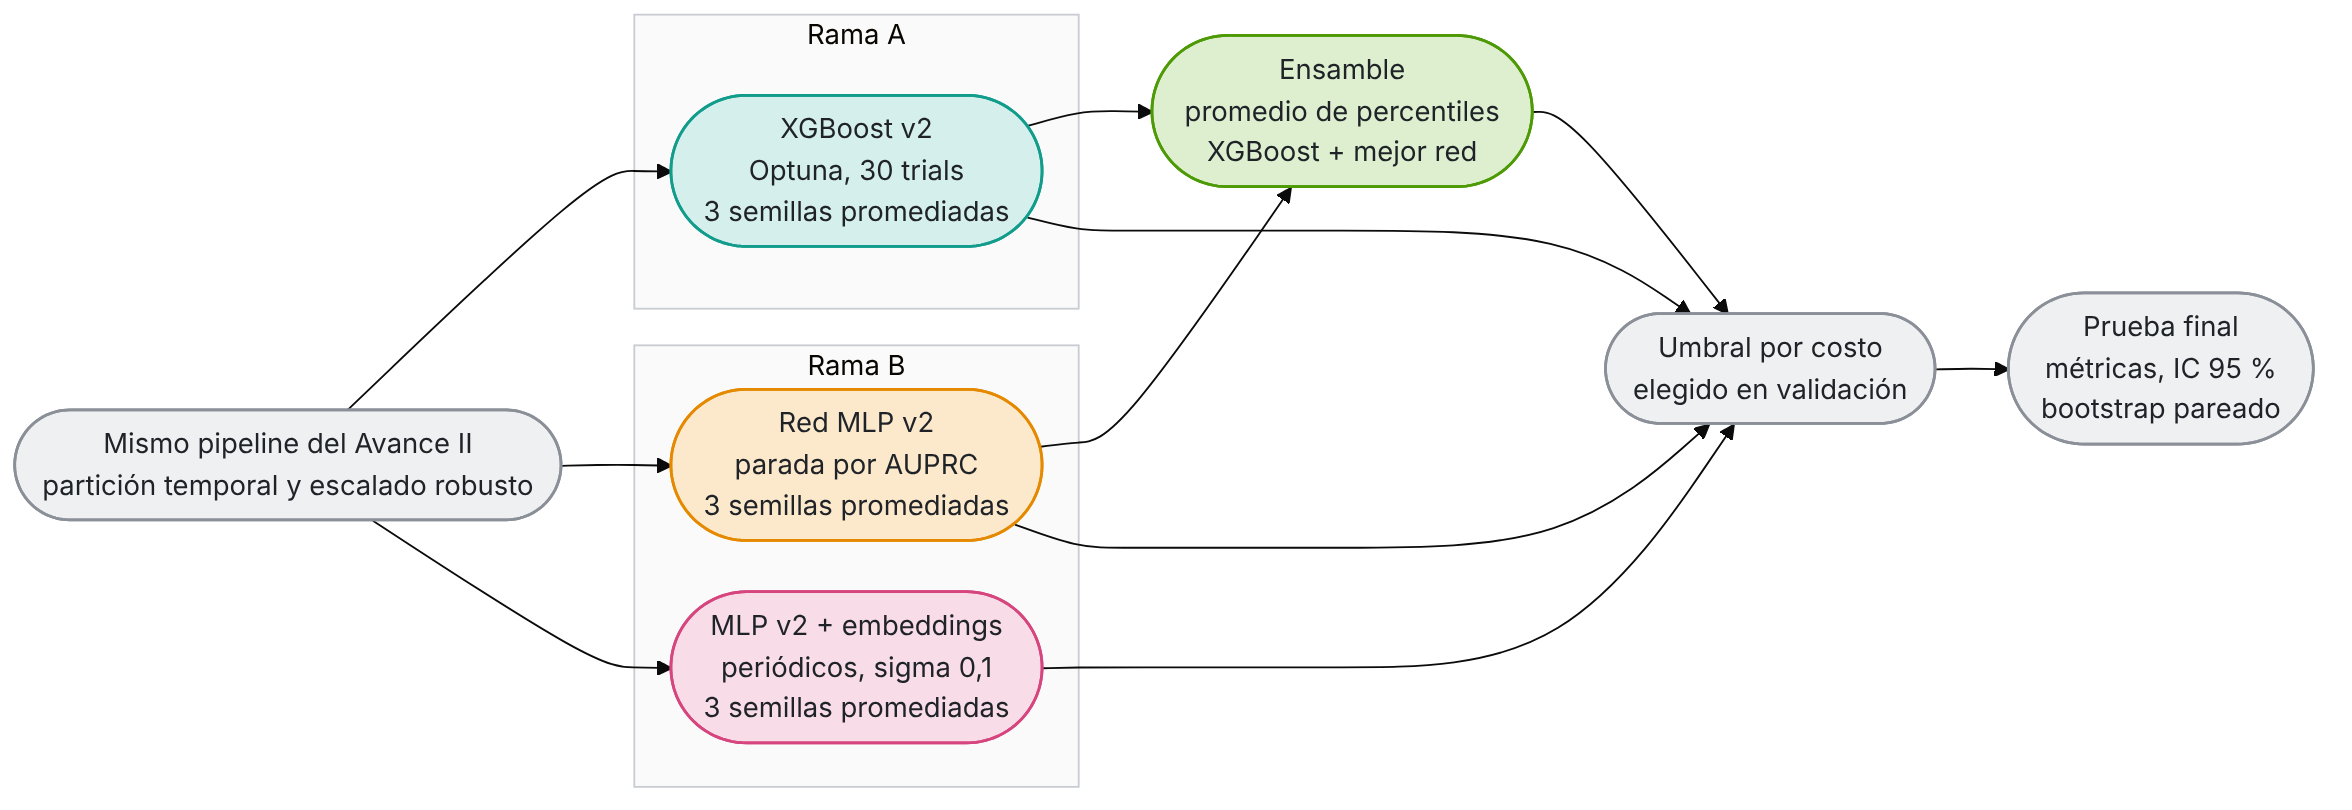 Mismo pipeline del Avance II
partición temporal y escalado robusto
Rama A
XGBoost v2
Optuna, 30 trials
3 semillas promediadas
Rama B
Red MLP v2
parada por AUPRC
3 semillas promediadas
MLP v2 + embeddings
periódicos, sigma 0,1
3 semillas promediadas
Ensamble
promedio de percentiles
XGBoost + mejor red
Umbral por costo
elegido en validación
Prueba final
métricas, IC 95 %
bootstrap pareado